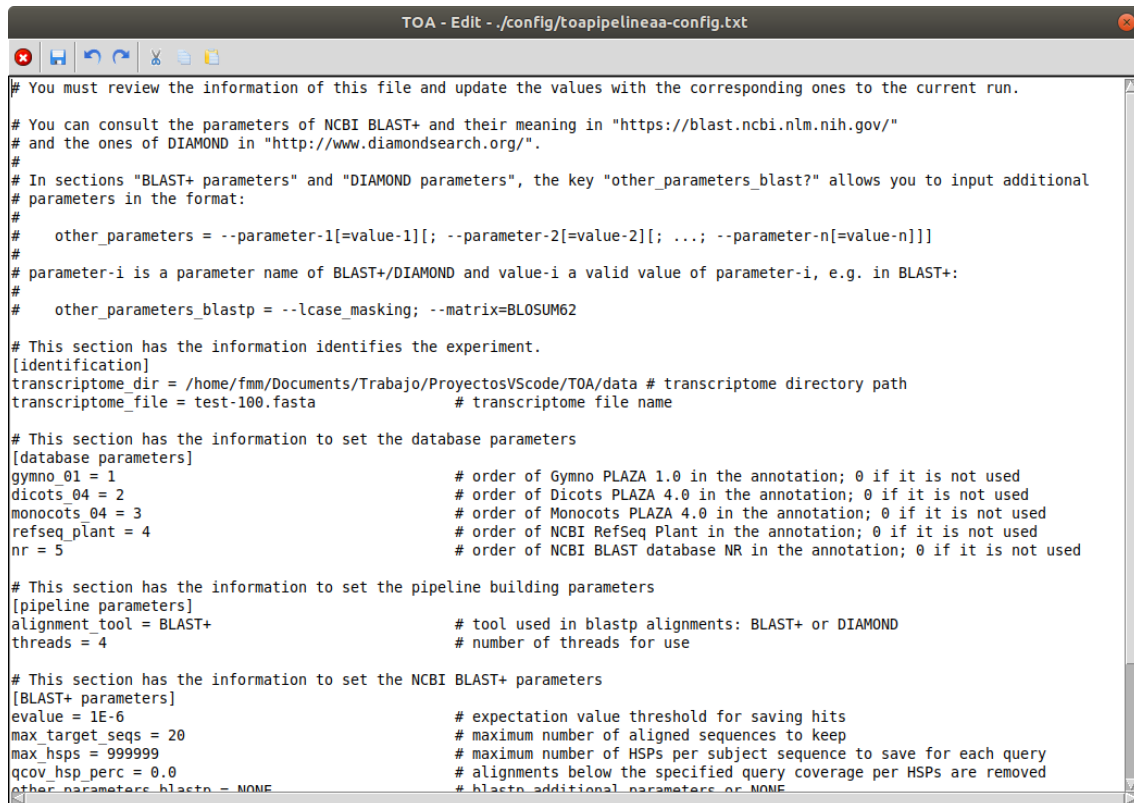 TOA - Edit - ./config/toapipelineaa-config.txt
# You must review the information of this file and update the values with the corresponding ones to the current run.
# You can consult the parameters of NCBI BLAST+ and their meaning in "https://blast.ncbi.nlm.nih.gov/"
# and the ones of DIAMOND in "http://www.diamondsearch.org/".
#
# In sections "BLAST+ parameters" and "DIAMOND parameters", the key "other_parameters_blast?" allows you to input additional
# parameters in the format:
#
#    other_parameters = --parameter-1[=value-1][; --parameter-2[=value-2][; ...; --parameter-n[=value-n]]]
#
# parameter-i is a parameter name of BLAST+/DIAMOND and value-i a valid value of parameter-i, e.g. in BLAST+:
#
#    other_parameters_blastp = --lcase_masking; --matrix=BLOSUM62
# This section has the information identifies the experiment.
[identification]
transcriptome_dir = /home/fmm/Documents/Trabajo/ProyectosVScode/TOA/data # transcriptome directory path
transcriptome_file = test-100.fasta                 # transcriptome file name
# This section has the information to set the database parameters
[database parameters]
gymno_01 = 1                                        # order of Gymno PLAZA 1.0 in the annotation; 0 if it is not used
dicots_04 = 2                                       # order of Dicots PLAZA 4.0 in the annotation; 0 if it is not used
monocots_04 = 3                                     # order of Monocots PLAZA 4.0 in the annotation; 0 if it is not used
refseq_plant = 4                                    # order of NCBI RefSeq Plant in the annotation; 0 if it is not used
nr = 5                                              # order of NCBI BLAST database NR in the annotation; 0 if it is not used
# This section has the information to set the pipeline building parameters
[pipeline parameters]
alignment_tool = BLAST+                             # tool used in blastp alignments: BLAST+ or DIAMOND
threads = 4                                         # number of threads for use
# This section has the information to set the NCBI BLAST+ parameters
[BLAST+ parameters]
evalue = 1E-6                                       # expectation value threshold for saving hits
max_target_seqs = 20                                # maximum number of aligned sequences to keep
max_hsps = 999999                                   # maximum number of HSPs per subject sequence to save for each query
qcov_hsp_perc = 0.0                                 # alignments below the specified query coverage per HSPs are removed
other_parameters_blastp = NONE                      # blastp additional parameters or NONE